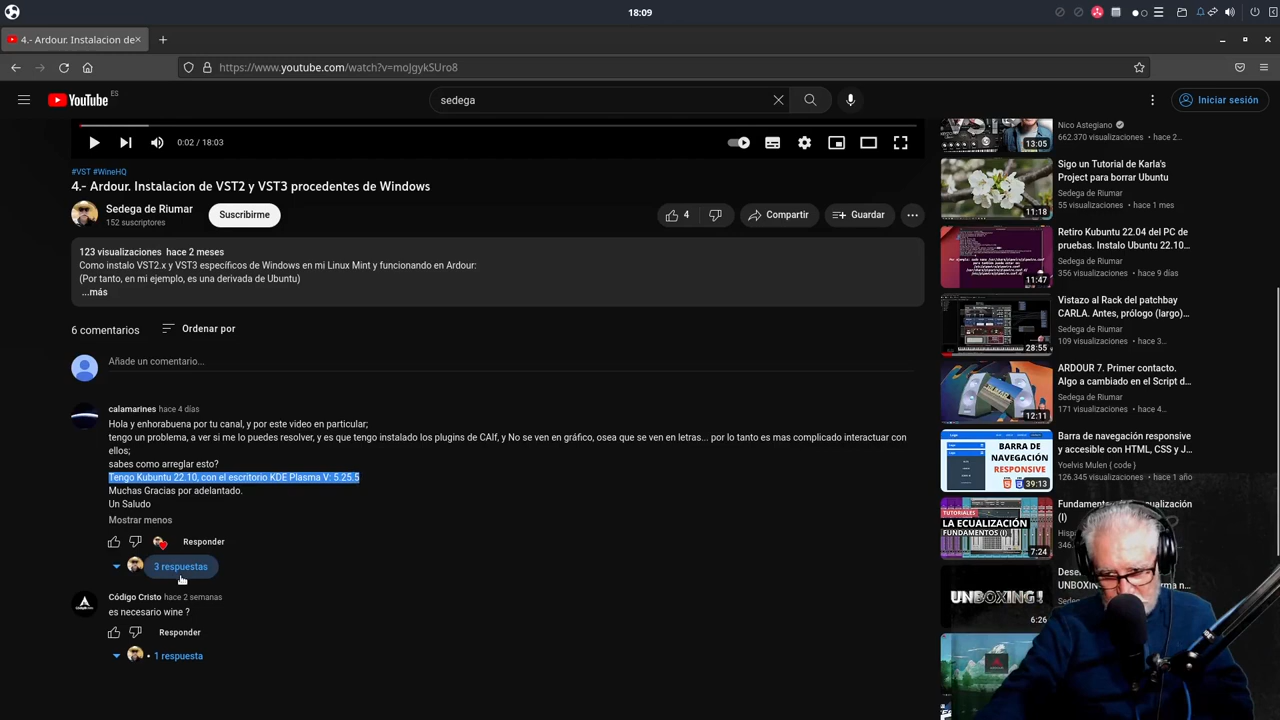 18:09
4.- Ardour. Instalacion de
https://www.youtube.com/watch?v=moJgykSUro8
YouTube ES
sedega
Iniciar sesión
0:02 / 18:03
#VST #WineHQ
4.- Ardour. Instalacion de VST2 y VST3 procedentes de Windows
Sedega de Riumar
152 suscriptores
Suscribirme
4
Compartir
Guardar
123 visualizaciones hace 2 meses
Como instalo VST2.x y VST3 específicos de Windows en mi Linux Mint y funcionando en Ardour:
(Por tanto, en mi ejemplo, es una derivada de Ubuntu)
...más
6 comentarios
Ordenar por
Añade un comentario...
calamarines hace 4 días
Hola y enhorabuena por tu canal, y por este video en particular;
tengo un problema, a ver si me lo puedes resolver, y es que tengo instalado los plugins de CAlf, y No se ven en gráfico, osea que se ven en letras... por lo tanto es mas complicado interactuar con
ellos;
sabes como arreglar esto?
Tengo Kubuntu 22.10, con el escritorio KDE Plasma V: 5.25.5
Muchas Gracias por adelantado.
Un Saludo
Mostrar menos
Responder
3 respuestas
Código Cristo hace 2 semanas
es necesario wine ?
Responder
1 respuesta
Nico Astegiano
662.370 visualizaciones • hace 2...
13:05
Sigo un Tutorial de Karla's
Project para borrar Ubuntu
Sedega de Riumar
55 visualizaciones • hace 1 mes
11:18
Retiro Kubuntu 22.04 del PC de
pruebas. Instalo Ubuntu 22.10...
Sedega de Riumar
356 visualizaciones • hace 9 días
11:47
Vistazo al Rack del patchbay
CARLA. Antes, prólogo (largo)...
Sedega de Riumar
109 visualizaciones • hace 3...
28:55
ARDOUR 7. Primer contacto.
Algo a cambiado en el Script d...
Sedega de Riumar
171 visualizaciones • hace 4...
12:11
Barra de navegación responsive
y accesible con HTML, CSS y J...
Yoelvis Mulen { code }
126.345 visualizaciones • hace 1 año
BARRA DE
NAVEGACIÓN
RESPONSIVE
39:13
(I)
TUTORIALES
LA ECUALIZACIÓN
FUNDAMENTOS (I)
7:24
UNBOXING!
6:26